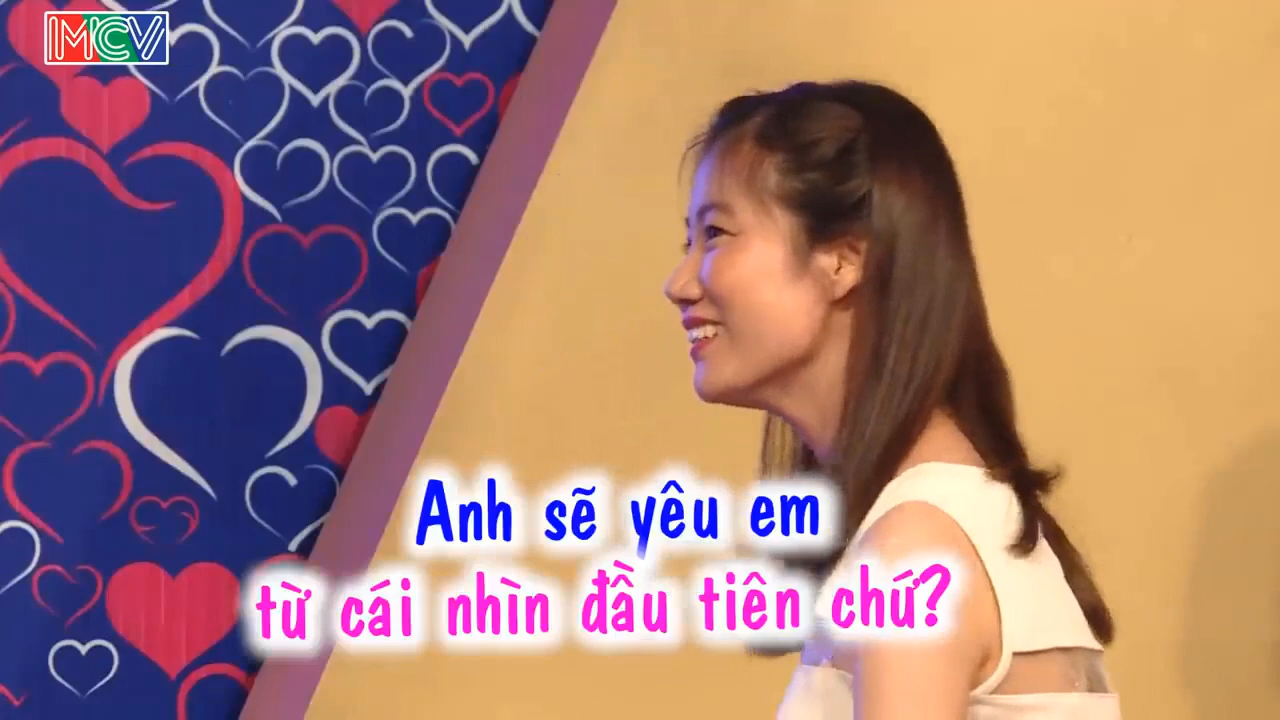 MCV
Anh sẽ yêu em
từ cái nhìn đầu tiên chứ?